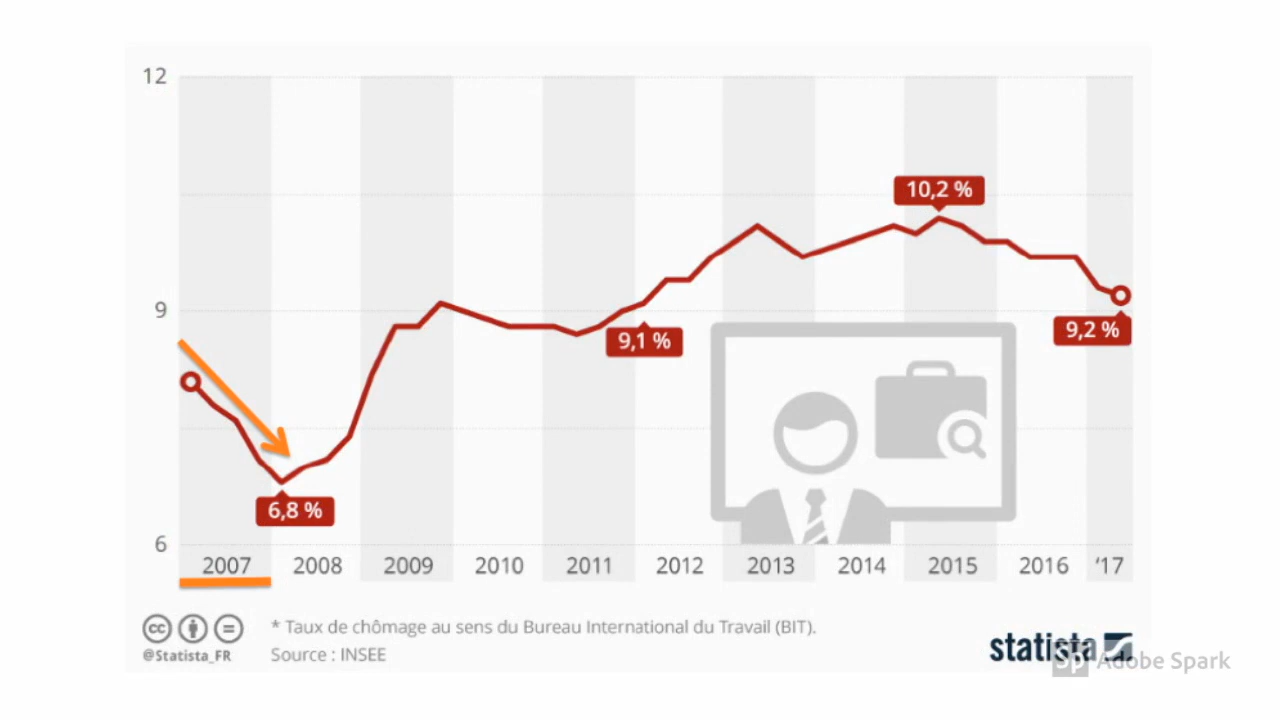 12
10,2 %
9
9,1 %
9,2 %
6,8 %
6
2007 2008 2009 2010 2011 2012 2013 2014 2015 2016 '17
cc
* Taux de chômage au sens du Bureau International du Travail (BIT).
@Statista_FR
Source : INSEE
statista
Sp Adobe Spark